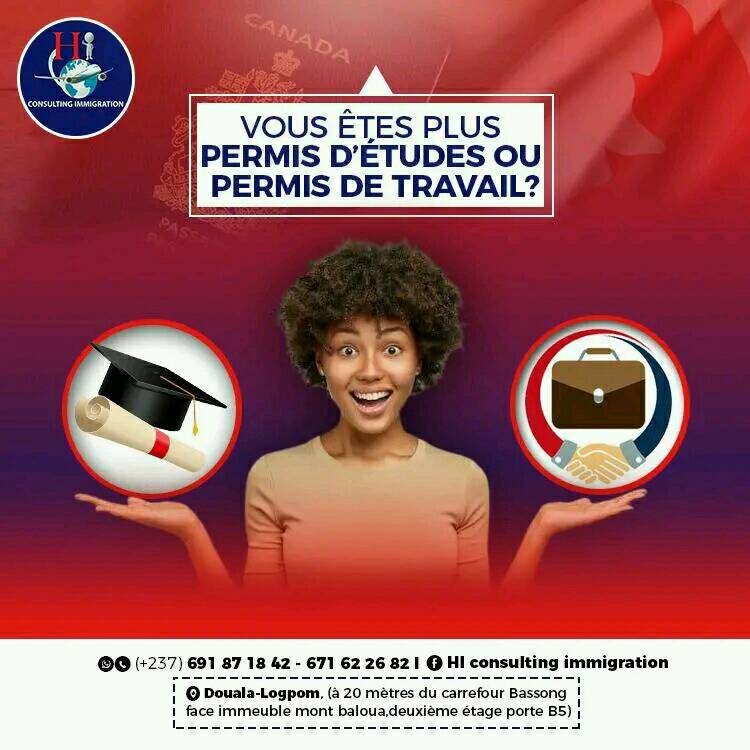 HI
CONSULTING IMMIGRATION
CANADA
VOUS ÊTES PLUS
PERMIS D'ÉTUDES OU
PERMIS DE TRAVAIL?
(+237) 691 87 18 42 - 671 62 26 82 I HI consulting immigration
Douala-Logpom, (à 20 mètres du carrefour Bassong
face immeuble mont baloua,deuxième étage porte B5)